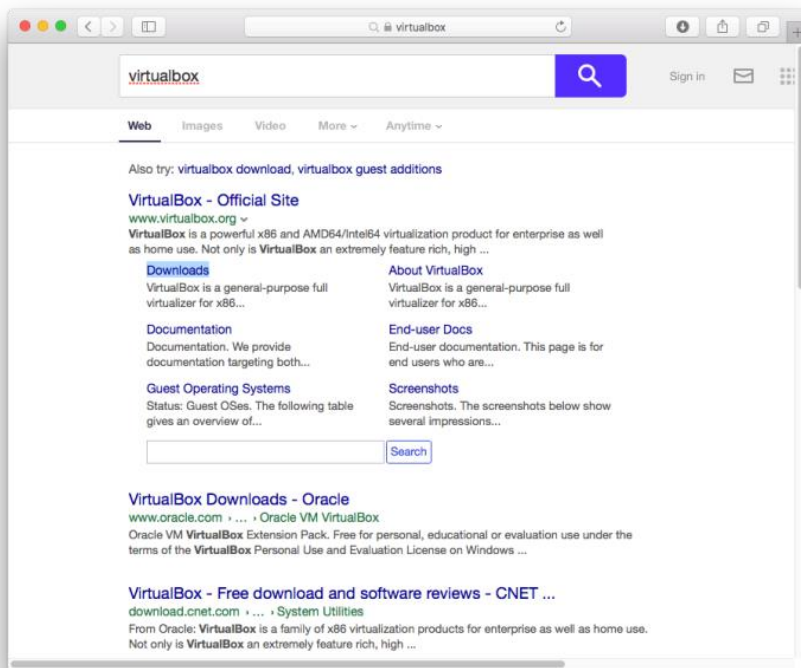 virtualbox
virtualbox
Sign in
Web Images Video More Anytime
Also try: virtualbox download, virtualbox guest additions
VirtualBox - Official Site
www.virtualbox.org
VirtualBox is a powerful x86 and AMD64/Intel64 virtualization product for enterprise as well
as home use. Not only is VirtualBox an extremely feature rich, high ...
Downloads
VirtualBox is a general-purpose full
virtualizer for x86...
About VirtualBox
VirtualBox is a general-purpose full
virtualizer for x86...
Documentation
Documentation. We provide
documentation targeting both...
End-user Docs
End-user documentation. This page is for
end users who are...
Guest Operating Systems
Status: Guest OSes. The following table
gives an overview of...
Screenshots
Screenshots. The screenshots below show
several impressions...
Search
VirtualBox Downloads - Oracle
www.oracle.com › ... › Oracle VM VirtualBox
Oracle VM VirtualBox Extension Pack. Free for personal, educational or evaluation use under the
terms of the VirtualBox Personal Use and Evaluation License on Windows ...
VirtualBox - Free download and software reviews - CNET ...
download.cnet.com › ... › System Utilities
From Oracle: VirtualBox is a family of x86 virtualization products for enterprise as well as home use.
Not only is VirtualBox an extremely feature rich, high ...